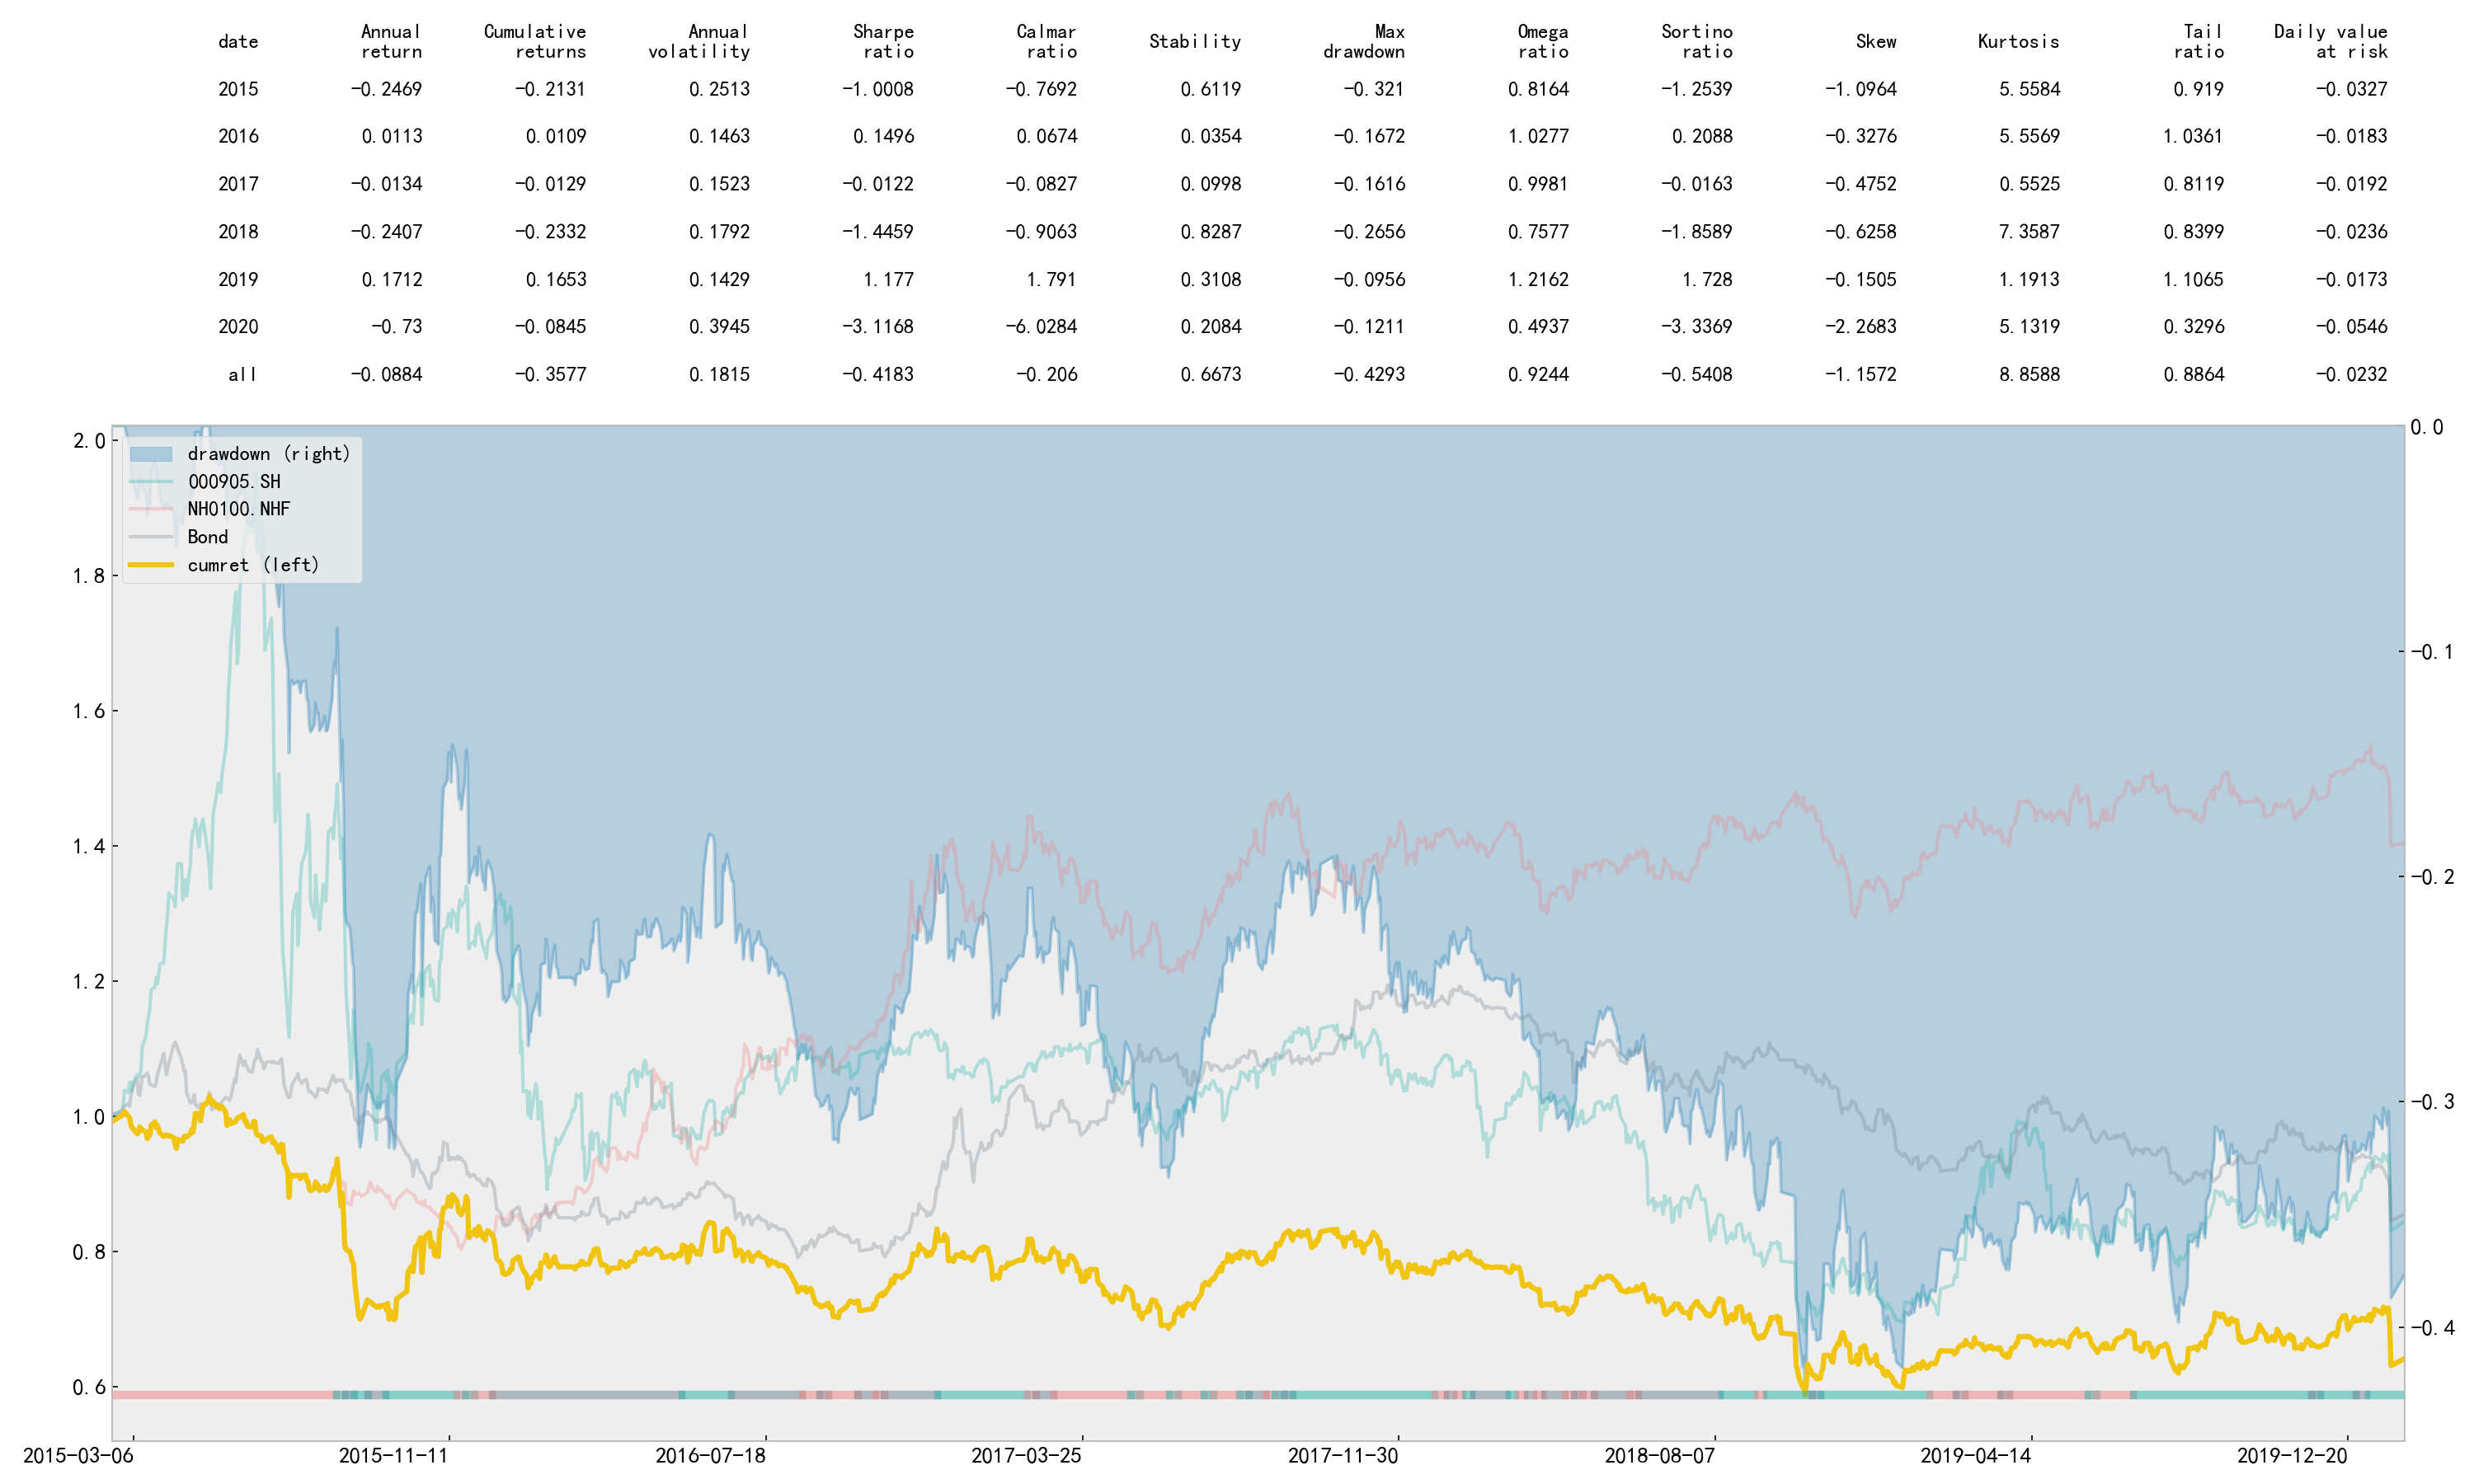 date Annual return Cumulative returns Annual volatility Sharpe ratio Calmar ratio Stability Max drawdown Omega ratio Sortino ratio Skew Kurtosis Tail ratio Daily value at risk
2015 -0.2469 -0.2131 0.2513 -1.0008 -0.7692 0.6119 -0.321 0.8164 -1.2539 -1.0964 5.5584 0.919 -0.0327
2016 0.0113 0.0109 0.1463 0.1496 0.0674 0.0354 -0.1672 1.0277 0.2088 -0.3276 5.5569 1.0361 -0.0183
2017 -0.0134 -0.0129 0.1523 -0.0122 -0.0827 0.0998 -0.1616 0.9981 -0.0163 -0.4752 0.5525 0.8119 -0.0192
2018 -0.2407 -0.2332 0.1792 -1.4459 -0.9063 0.8287 -0.2656 0.7577 -1.8589 -0.6258 7.3587 0.8399 -0.0236
2019 0.1712 0.1653 0.1429 1.177 1.791 0.3108 -0.0956 1.2162 1.728 -0.1505 1.1913 1.1065 -0.0173
2020 -0.73 -0.0845 0.3945 -3.1168 -6.0284 0.2084 -0.1211 0.4937 -3.3369 -2.2683 5.1319 0.3296 -0.0546
all -0.0884 -0.3577 0.1815 -0.4183 -0.206 0.6673 -0.4293 0.9244 -0.5408 -1.1572 8.8588 0.8864 -0.0232
drawdown (right)
000905.SH
NH0100.NHF
Bond
cumret (left)
2.0
1.8
1.6
1.4
1.2
1.0
0.8
0.6
0.0
-0.1
-0.2
-0.3
-0.4
2015-03-06 2015-11-11 2016-07-18 2017-03-25 2017-11-30 2018-08-07 2019-04-14 2019-12-20